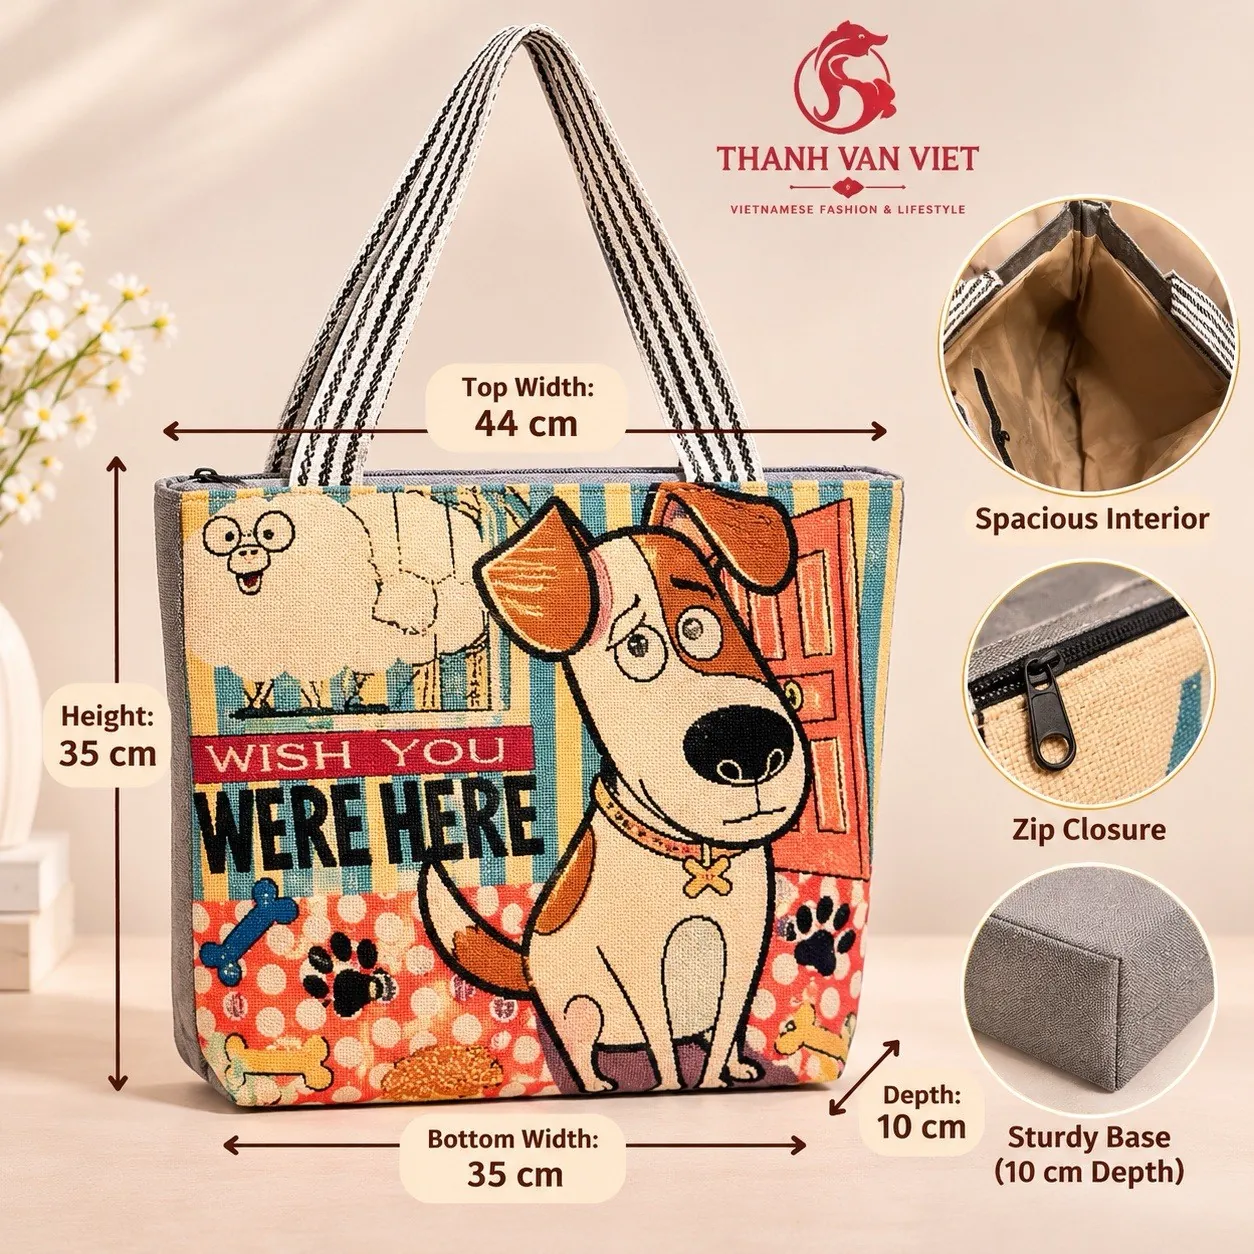 THANH VAN VIET
VIETNAMESE FASHION & LIFESTYLE
Top Width:
44 cm
Spacious Interior
Height:
35 cm
WISH YOU
WERE HERE
Zip Closure
Depth:
10 cm
Bottom Width:
35 cm
Sturdy Base
(10 cm Depth)